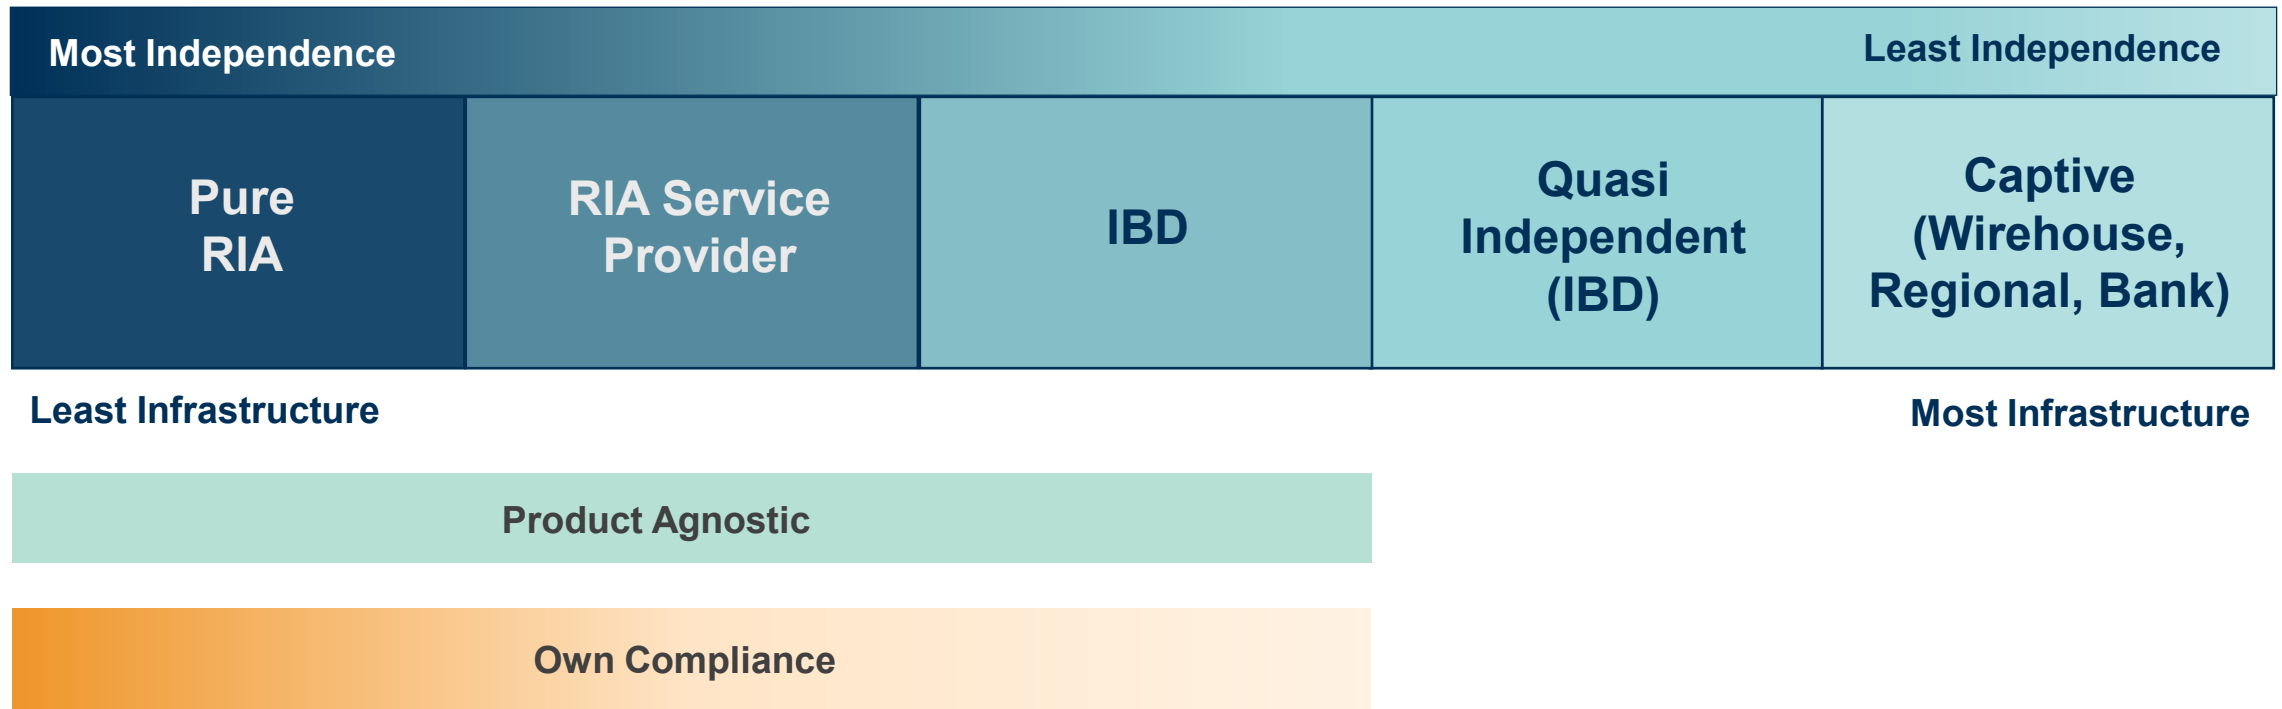 Most Independence
Least Independence
Pure
RIA
RIA Service
Provider
IBD
Quasi
Independent
(IBD)
Captive
(Wirehouse,
Regional, Bank)
Least Infrastructure
Most Infrastructure
Product Agnostic
Own Compliance